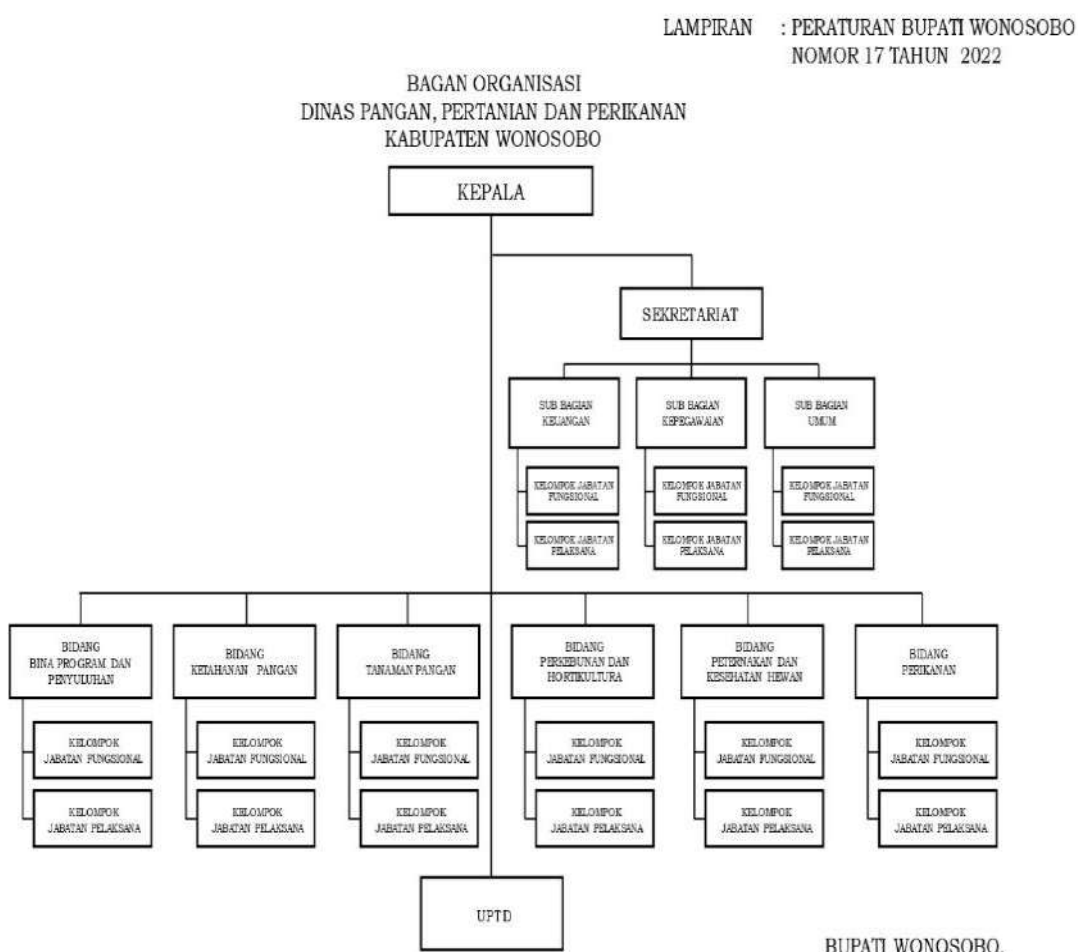 LAMPIRAN : PERATURAN BUPATI WONOSOBO
NOMOR 17 TAHUN 2022
BAGAN ORGANISASI
DINAS PANGAN, PERTANIAN DAN PERIKANAN
KABUPATEN WONOSOBO
KEPALA
SEKRETARIAT
SUB BAGIAN
KEUANGAN
SUB BAGIAN
KEPEGAWAIAN
SUB BAGIAN
UMUM
KELOMPOK JABATAN
FUNGSIONAL
KELOMPOK JABATAN
FUNGSIONAL
KELOMPOK JABATAN
FUNGSIONAL
KELOMPOK JABATAN
PELAKSANA
KELOMPOK JABATAN
PELAKSANA
KELOMPOK JABATAN
PELAKSANA
BIDANG
BINA PROGRAM DAN
PENYULUHAN
BIDANG
KETAHANAN PANGAN
BIDANG
TANAMAN PANGAN
BIDANG
PERKEBUNAN DAN
HORTIKULTURA
BIDANG
PETERNAKAN DAN
KESEHATAN HEWAN
BIDANG
PERIKANAN
KELOMPOK
JABATAN FUNGSIONAL
KELOMPOK
JABATAN FUNGSIONAL
KELOMPOK
JABATAN FUNGSIONAL
KELOMPOK
JABATAN FUNGSIONAL
KELOMPOK
JABATAN FUNGSIONAL
KELOMPOK
JABATAN FUNGSIONAL
KELOMPOK
JABATAN PELAKSANA
KELOMPOK
JABATAN PELAKSANA
KELOMPOK
JABATAN PELAKSANA
KELOMPOK
JABATAN PELAKSANA
KELOMPOK
JABATAN PELAKSANA
KELOMPOK
JABATAN PELAKSANA
UPTD
BUPATI WONOSOBO,